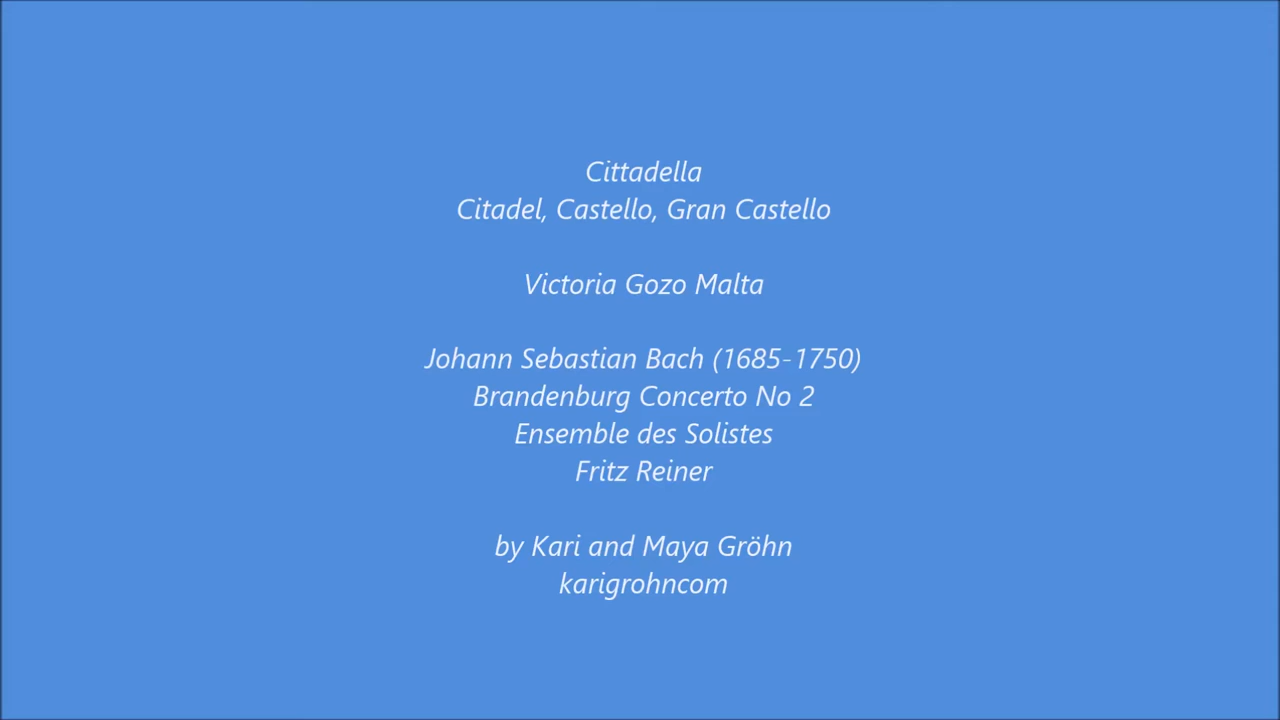 Cittadella
Citadel, Castello, Gran Castello
Victoria Gozo Malta
Johann Sebastian Bach (1685-1750)
Brandenburg Concerto No 2
Ensemble des Solistes
Fritz Reiner
by Kari and Maya Gröhn
karigrohncom